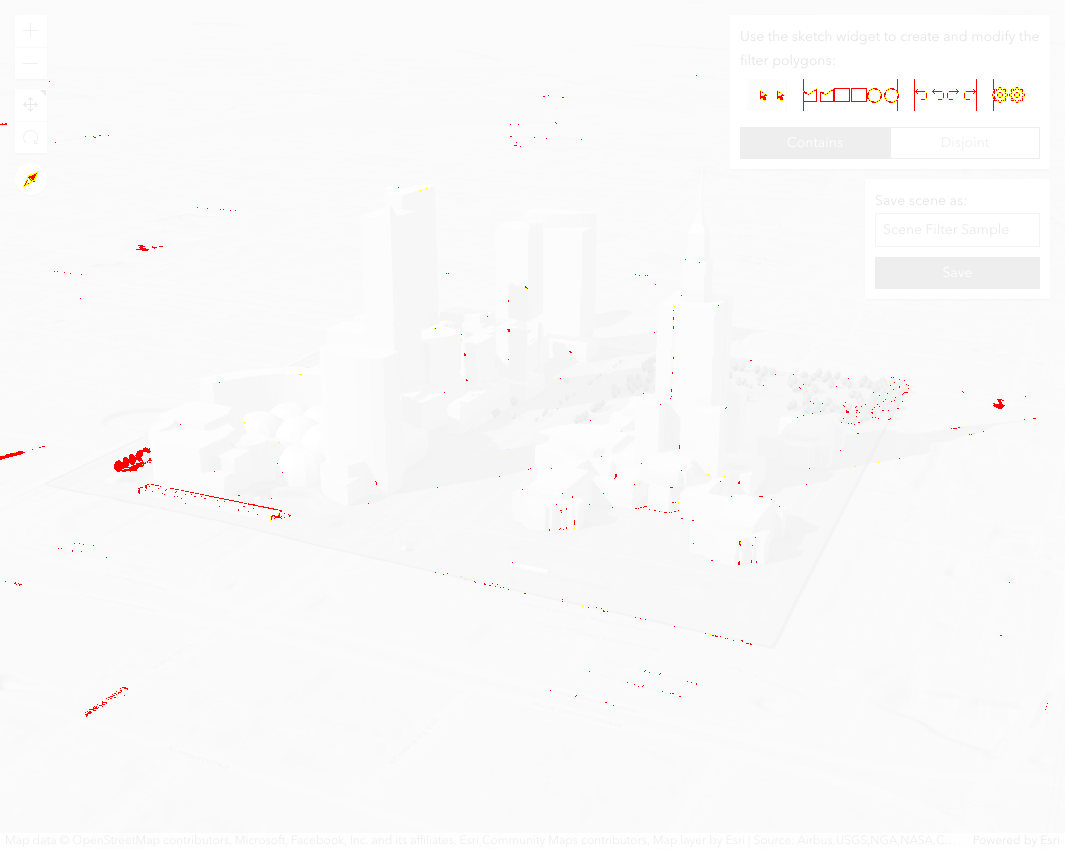 Use the sketch widget to create and modify the
filter polygons:
Contains
Disjoint
Save scene as:
Scene Filter Sample
Save
Map data © OpenStreetMap contributors, Microsoft, Facebook, Inc. and its affiliates, Esri Community Maps contributors, Map layer by Esri | Source: Airbus,USGS,NGA,NASA,C...
Powered by Esri